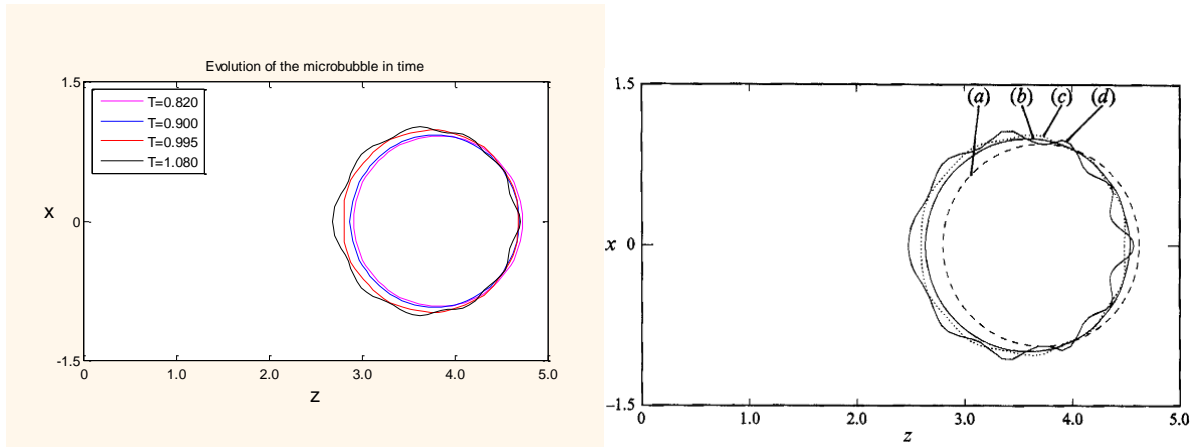 Evolution of the microbubble in time
1.5
T=0.820
T=0.900
T=0.995
T=1.080
x
0
-1.5
0
1.0
2.0
3.0
4.0
5.0
z
1.5
(a)
(b)
(c)
(d)
x
0
–1.5
0
1.0
2.0
3.0
4.0
5.0
z